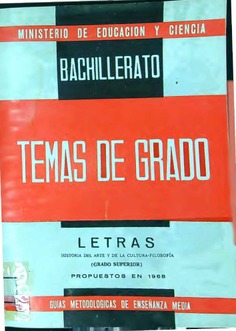 MINISTERIO DE EDUCACION Y CIENCIA
BACHILLERATO
TEMAS DE GRADO
LETRAS
HISTORIA DEL ARTE Y DE LA CULTURA-FILOSOFÍA
(GRADO SUPERIOR)
PROPUESTOS EN 1968
GUIAS METODOLOGICAS DE ENSEÑANZA MEDIA